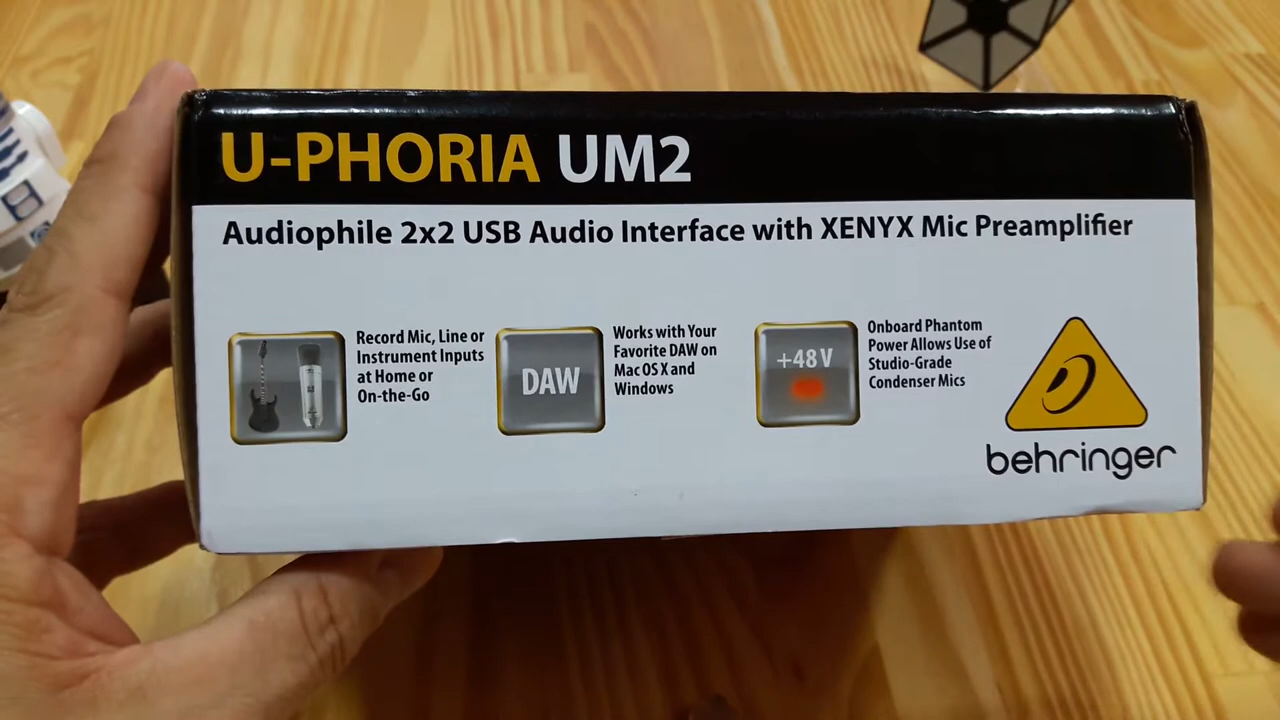 U-PHORIA UM2
Audiophile 2x2 USB Audio Interface with XENYX Mic Preamplifier
Record Mic, Line or
Instrument Inputs
at Home or
On-the-Go
DAW
Works with Your
Favorite DAW on
Mac OS X and
Windows
+48 V
Onboard Phantom
Power Allows Use of
Studio-Grade
Condenser Mics
behringer